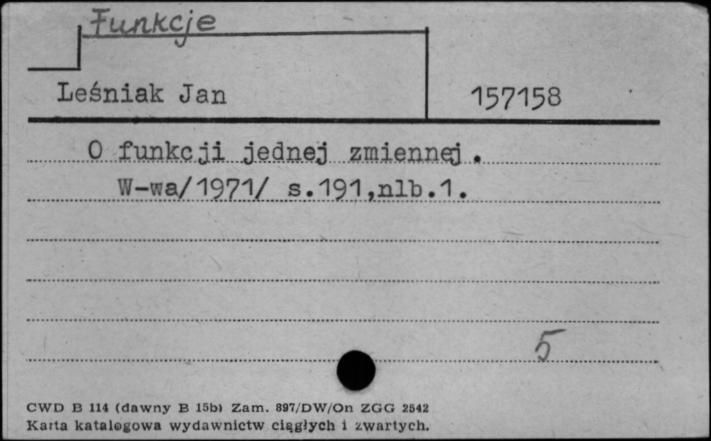 Funkcje
Leśniak Jan 157158
O funkcji jednej zmiennej.
W-wa/1971/ s.191,nlb.1.
5
CWD B 114 (dawny B 15b) Zam. 897/DW/On ZGG 2542
Karta katalogowa wydawnictw ciągłych i zwartych.